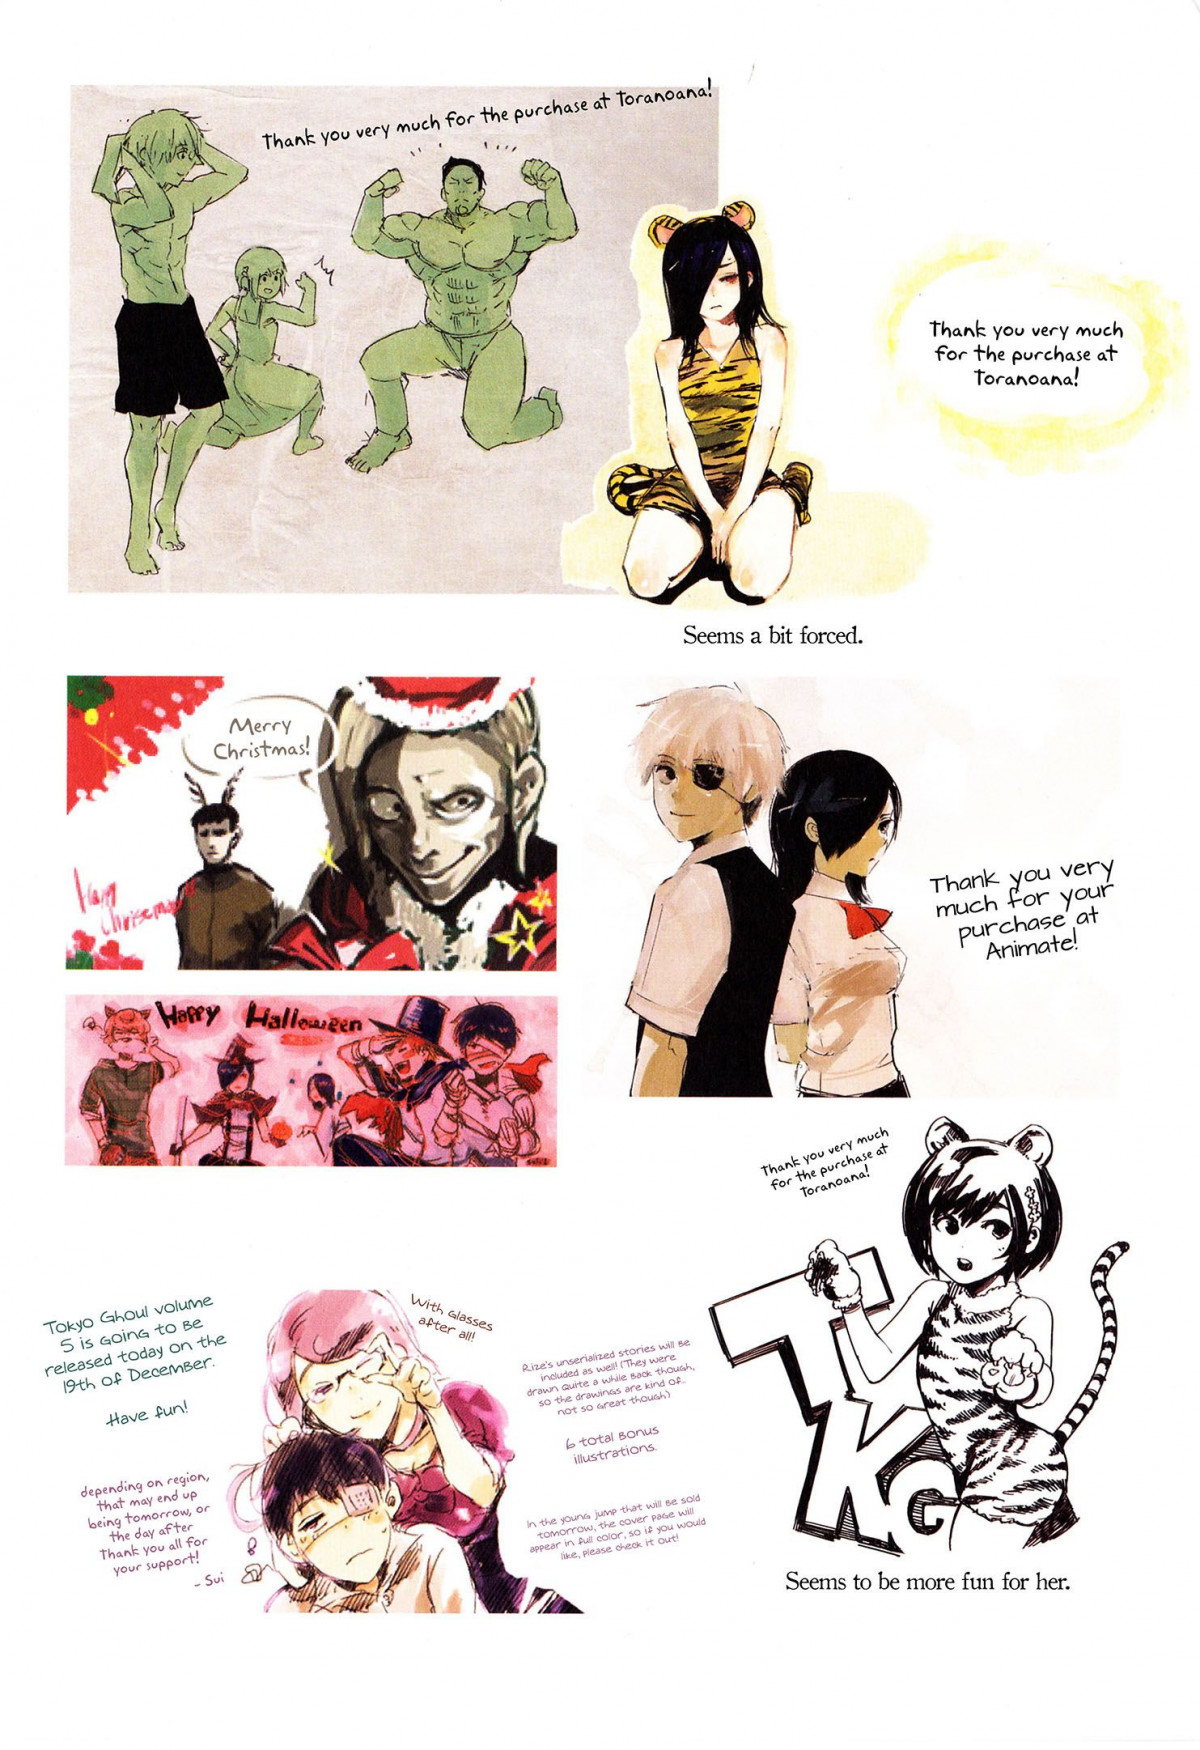 Thank you very much for the purchase at Toranoana!
Thank you very much
for the purchase at
Toranoana!
Seems a bit forced.
Merry
Christmas!
Happy
Chrisemas!!
Happy Halloween
Thank you very
much for your
purchase at
Animate!
Thank you very much
for the purchase at
Toranoana!
TKG
Seems to be more fun for her.
Tokyo Ghoul volume
5 is going to be
released today on the
19th of December.
Have fun!
depending on region,
that may end up
being tomorrow, or
the day after
Thank you all for
your support!
- Sui
With Glasses
after all!
Rize's unserialized stories will be
included as well! (They were
drawn quite a while back though,
so the drawings are kind of..
not so great though)
6 total bonus
illustrations.
In the young jump that will be sold
tomorrow, the cover page will
appear in full color, so if you would
like, please check it out!